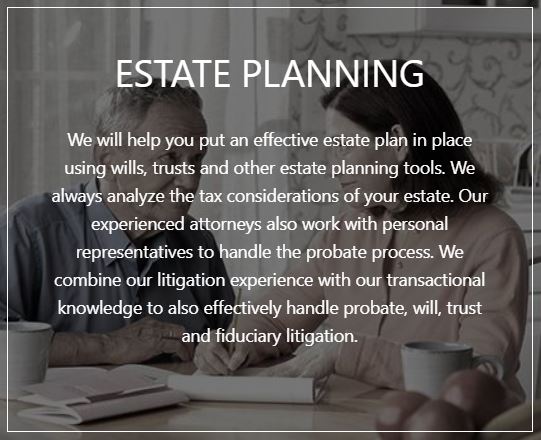 ESTATE PLANNING
We will help you put an effective estate plan in place
using wills, trusts and other estate planning tools. We
always analyze the tax considerations of your estate. Our
experienced attorneys also work with personal
representatives to handle the probate process. We
combine our litigation experience with our transactional
knowledge to also effectively handle probate, will, trust
and fiduciary litigation.